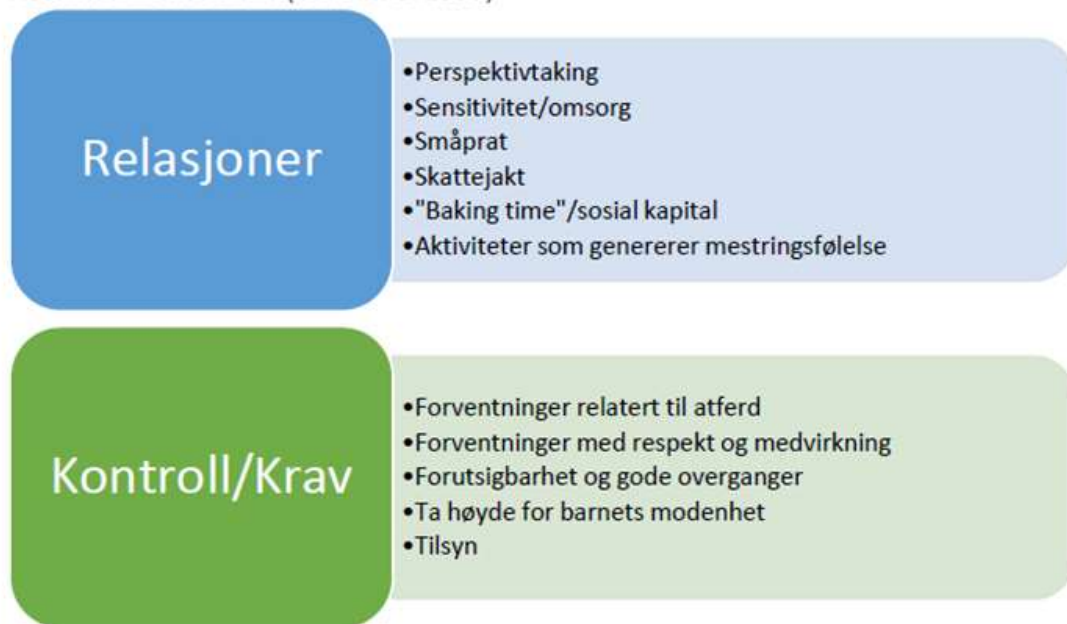 Relasjoner
•Perspektivtaking
•Sensitivitet/omsorg
•Småprat
•Skattejakt
•"Baking time"/sosial kapital
•Aktiviteter som genererer mestringsfølelse
Kontroll/Krav
•Forventninger relatert til atferd
•Forventninger med respekt og medvirkning
•Forutsigbarhet og gode overganger
•Ta høyde for barnets modenhet
•Tilsyn